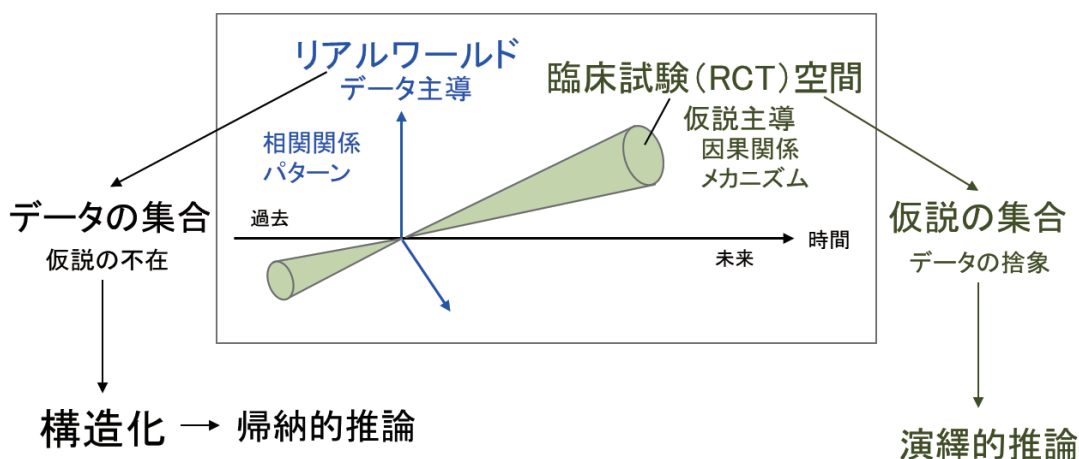 リアルワールド
データ主導
臨床試験(RCT)空間
仮説主導
因果関係
メカニズム
相関関係
パターン
データの集合
仮説の不在
過去
時間
未来
仮説の集合
データの捨象
構造化
帰納的推論
演繹的推論